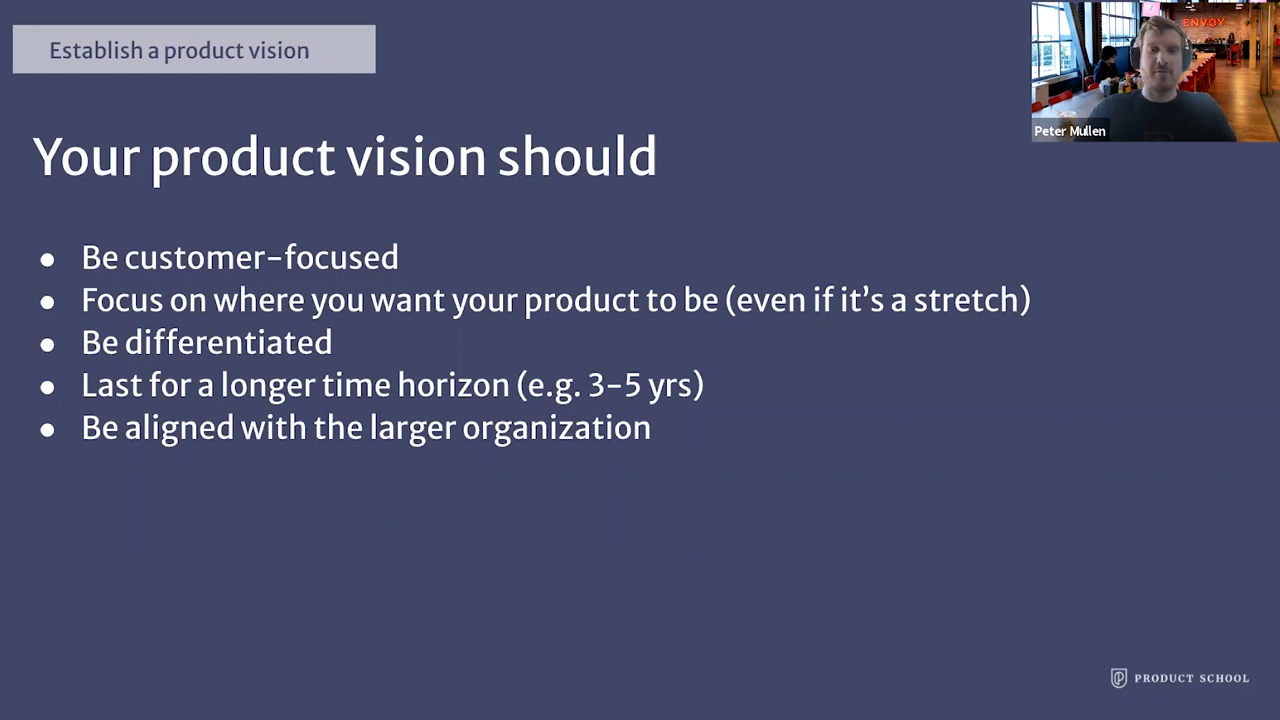 Establish a product vision
ENVOY
Peter Mullen
Your product vision should
● Be customer-focused
● Focus on where you want your product to be (even if it’s a stretch)
● Be differentiated
● Last for a longer time horizon (e.g. 3-5 yrs)
● Be aligned with the larger organization
PRODUCT SCHOOL